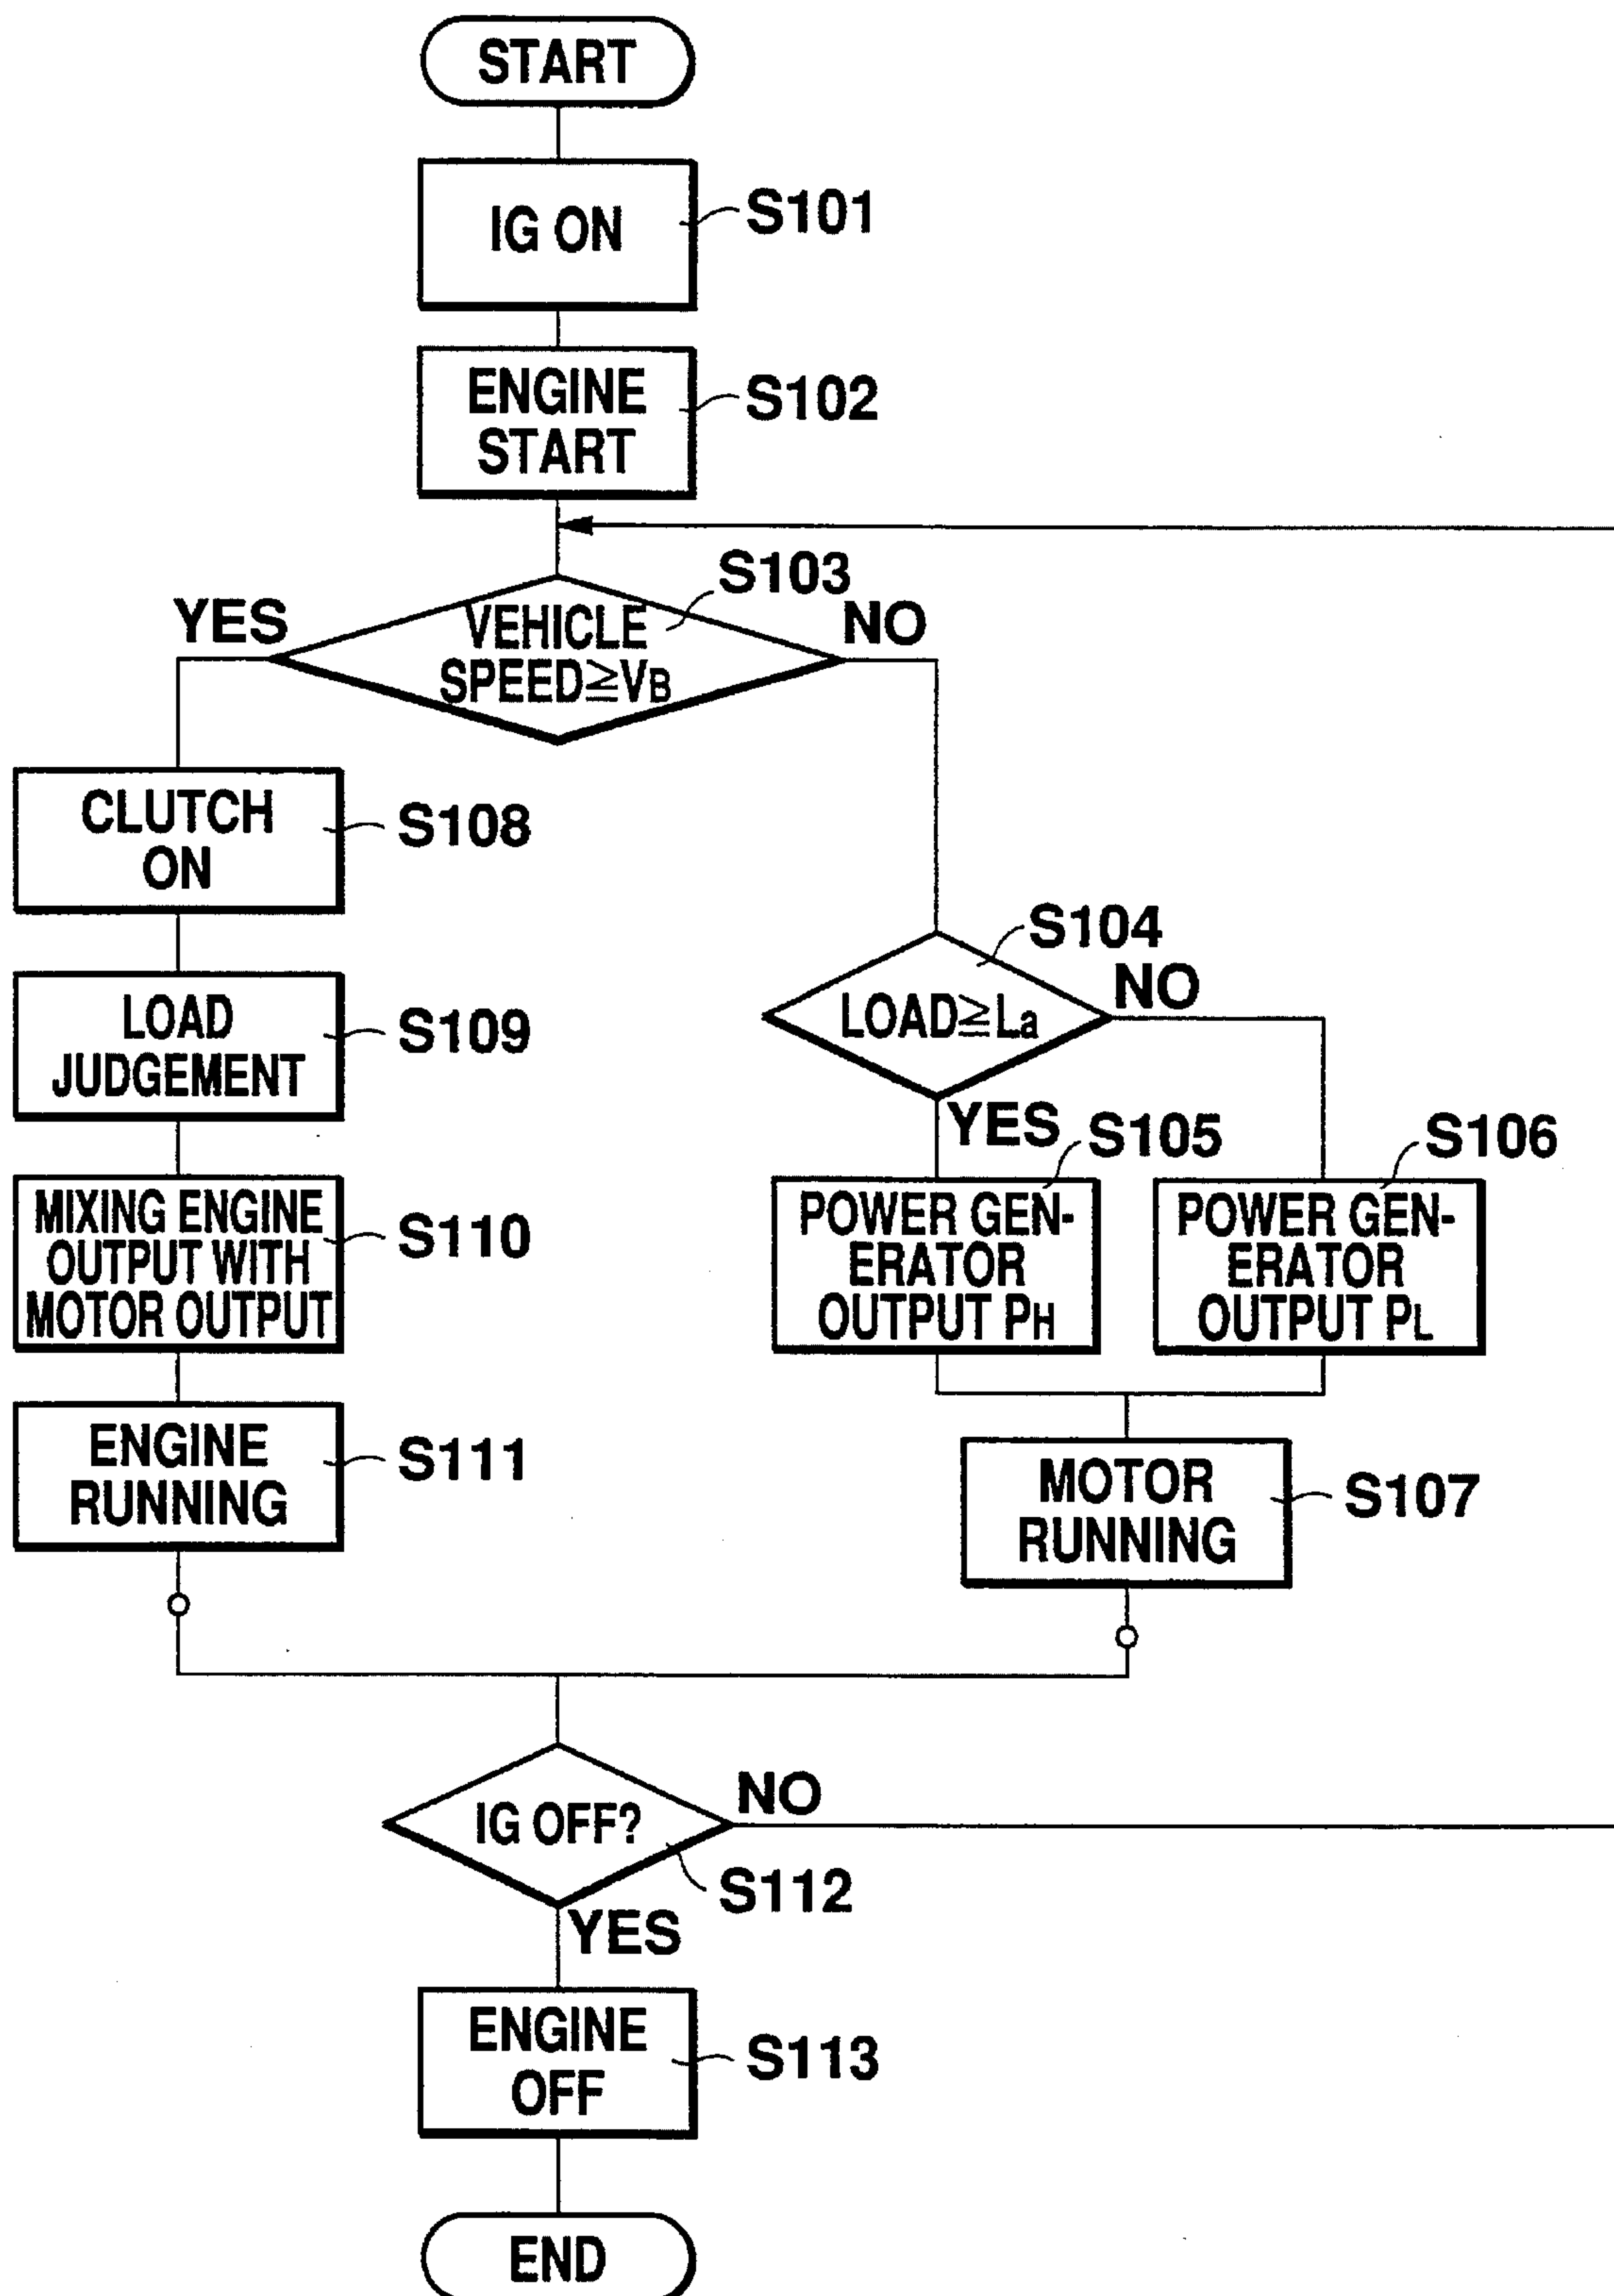 START
IG ON
S101
ENGINE
START
S102
S103
YES
VEHICLE
SPEED≧VB
NO
CLUTCH
ON
S108
S104
LOAD≧La
NO
YES
LOAD
JUDGEMENT
S109
S105
POWER GEN-
ERATOR
OUTPUT PH
S106
POWER GEN-
ERATOR
OUTPUT PL
MIXING ENGINE
OUTPUT WITH
MOTOR OUTPUT
S110
ENGINE
RUNNING
S111
MOTOR
RUNNING
S107
IG OFF?
NO
S112
YES
ENGINE
OFF
S113
END